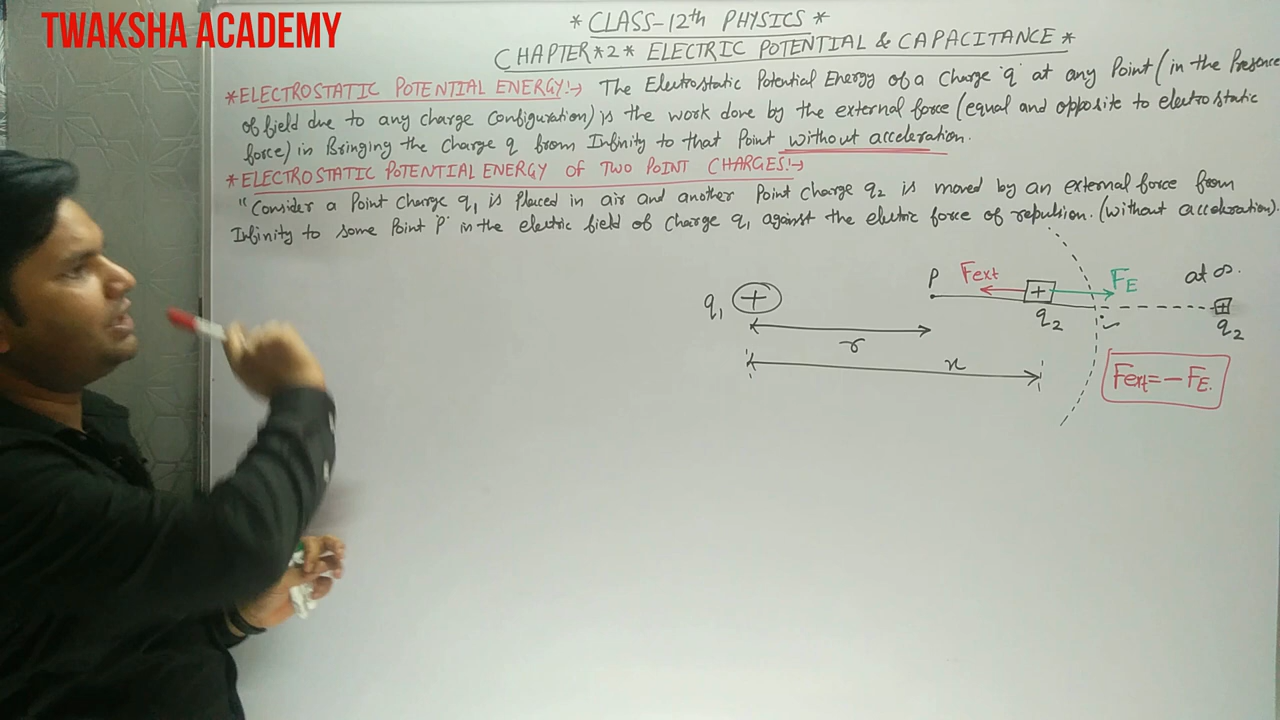 TWAKSHA ACADEMY
* CLASS-12th PHYSICS *
CHAPTER*2* ELECTRIC POTENTIAL & CAPACITANCE *
*ELECTROSTATIC POTENTIAL ENERGY:→ The Electrostatic Potential Energy of a charge 'q' at any Point (in the Presence
of field due to any charge configuration) is the work done by the external force (equal and opposite to electrostatic
force) in Bringing the Charge q from Infinity to that Point without acceleration.
*ELECTROSTATIC POTENTIAL ENERGY OF TWO POINT CHARGES:→
"Consider a Point Charge q1 is Placed in air and another Point Charge q2 is moved by an external force from
Infinity to some Point 'P' in the electric field of Charge q1 against the electric force of repulsion. (without acceleration).
P Fext FE at ∞.
q1 + + +
q2 q2
r
x
Fext = - FE.